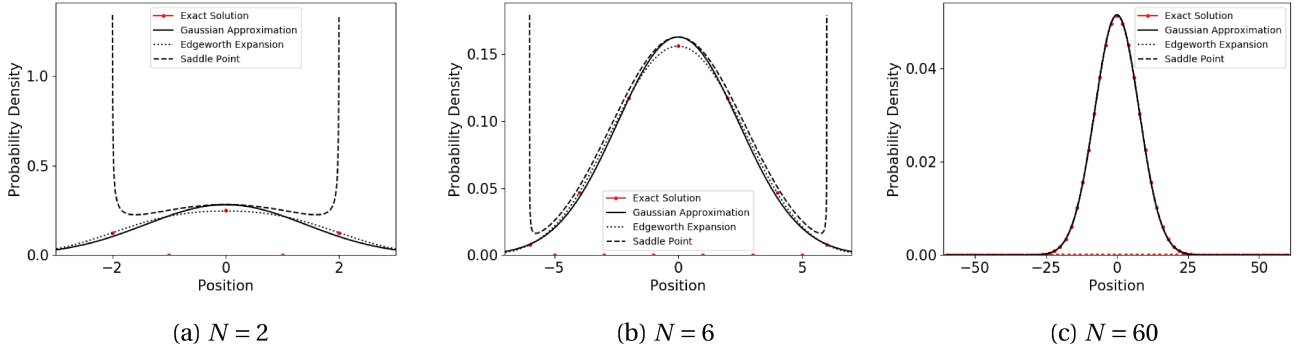 Exact Solution
Gaussian Approximation
Edgeworth Expansion
Saddle Point
Probability Density
1.0
0.5
0.0
−2
0
2
Position
(a) N = 2
Probability Density
0.15
0.10
0.05
0.00
Exact Solution
Gaussian Approximation
Edgeworth Expansion
Saddle Point
−5
0
5
Position
(b) N = 6
Exact Solution
Gaussian Approximation
Edgeworth Expansion
Saddle Point
Probability Density
0.04
0.02
0.00
−50
−25
0
25
50
Position
(c) N = 60